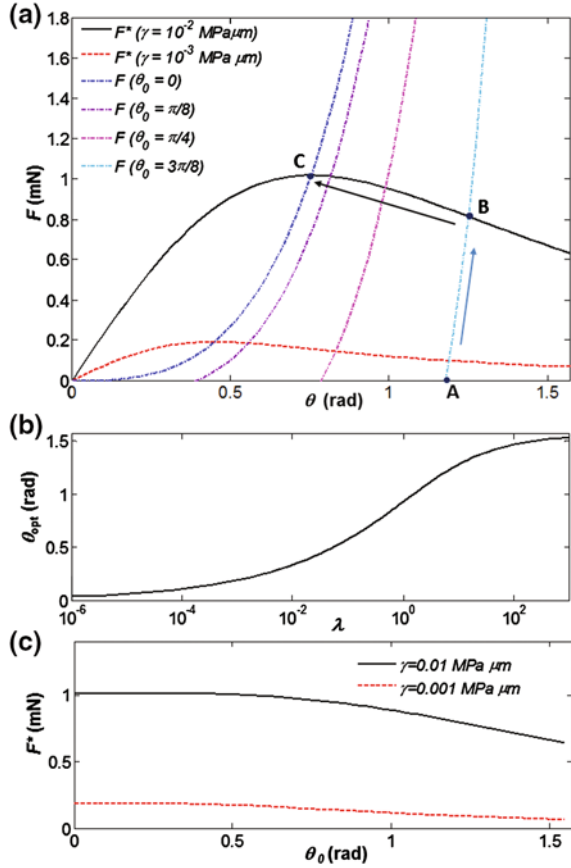 (a)
F* (γ = 10⁻² MPaμm)
F* (γ = 10⁻³ MPa μm)
F (θ₀ = 0)
F (θ₀ = π/8)
F (θ₀ = π/4)
F (θ₀ = 3π/8)
1.8
1.6
1.4
1.2
1
0.8
0.6
0.4
0.2
0
F (mN)
C
B
A
0
0.5
1
1.5
θ (rad)
(b)
1.5
1
0.5
0
θopt (rad)
10⁻⁶
10⁻⁴
10⁻²
10⁰
10²
λ
(c)
γ=0.01 MPa μm
γ=0.001 MPa μm
1
0.5
0
F* (mN)
0
0.5
1
1.5
θ₀ (rad)